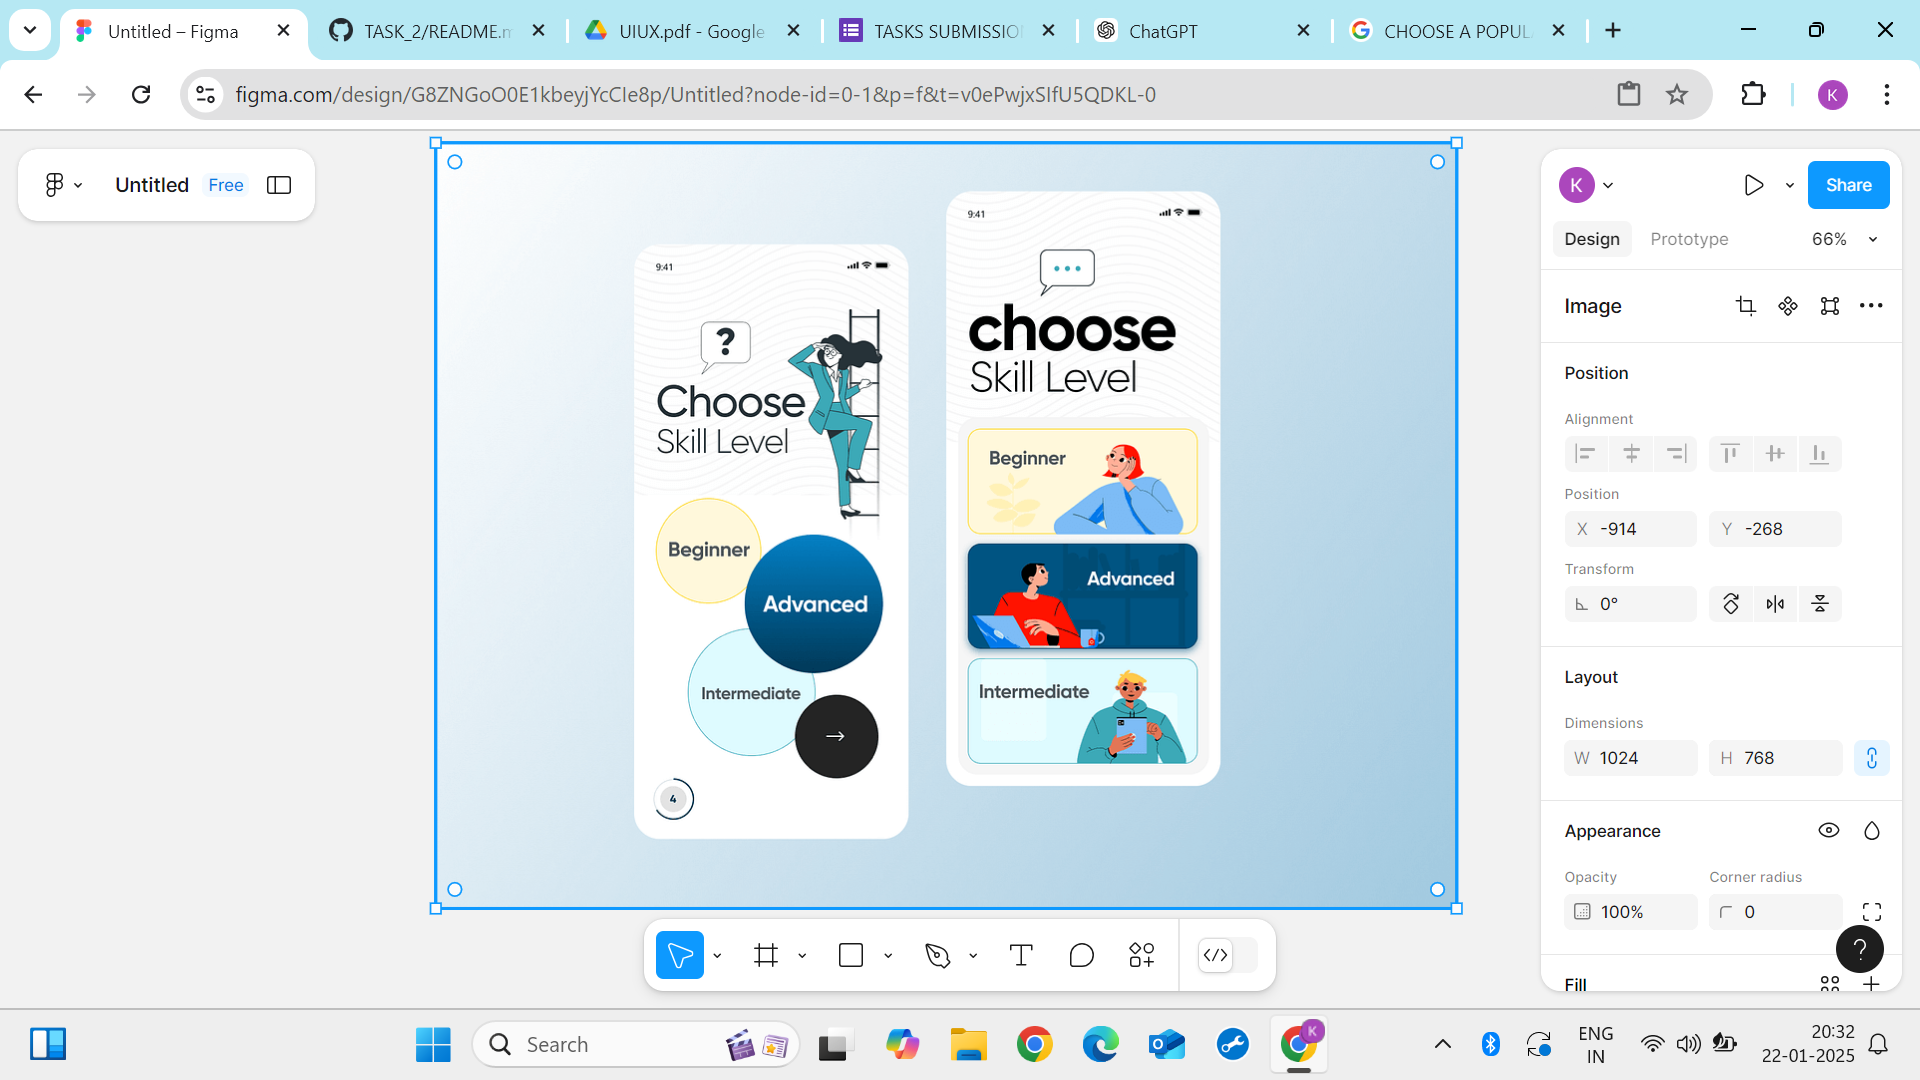 Untitled – Figma
TASK_2/README.m
UIUX.pdf - Google
TASKS SUBMISSIO
ChatGPT
CHOOSE A POPUL
figma.com/design/G8ZNGoO0E1kbeyjYcCIe8p/Untitled?node-id=0-1&p=f&t=v0ePwjxSIfU5QDKL-0
K
Untitled
Free
9:41
?
Choose
Skill Level
Beginner
Advanced
Intermediate
→
4
9:41
choose
Skill Level
Beginner
Advanced
Intermediate
K
Share
Design
Prototype
66%
Image
Position
Alignment
Position
X -914
Y -268
Transform
0°
Layout
Dimensions
W 1024
H 768
Appearance
Opacity
Corner radius
100%
0
?
Fill
Search
K
ENG
IN
20:32
22-01-2025